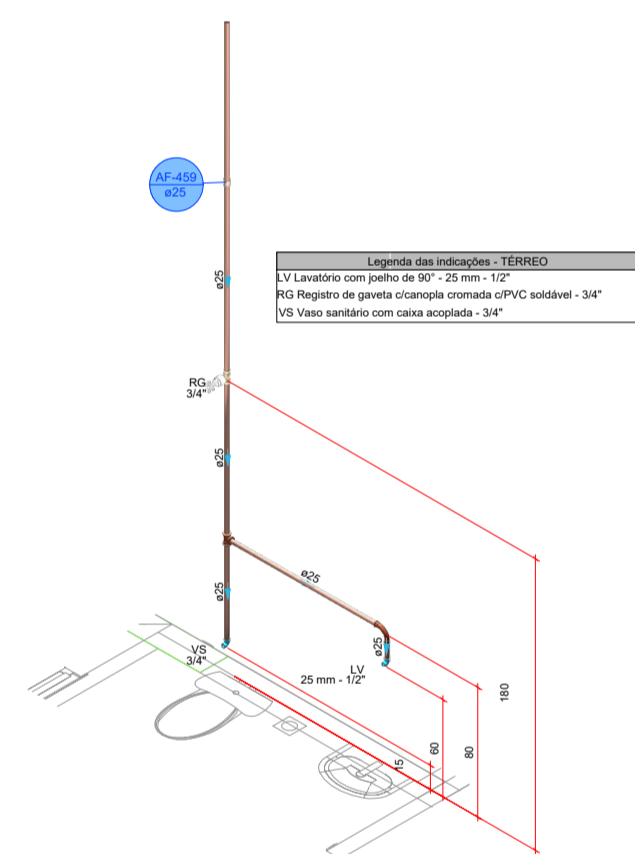 AF-459
ø25
ø25
Legenda das indicações - TÉRREO
LV Lavatório com joelho de 90° - 25 mm - 1/2"
RG Registro de gaveta c/canopla cromada c/PVC soldável - 3/4"
VS Vaso sanitário com caixa acoplada - 3/4"
RG
3/4"
ø25
ø25
ø25
ø25
VS
3/4"
LV
25 mm - 1/2"
180
60
80
15